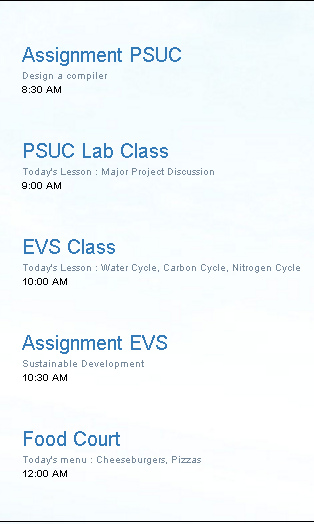 Assignment PSUC
Design a compiler
8:30 AM
PSUC Lab Class
Today's Lesson : Major Project Discussion
9:00 AM
EVS Class
Today's Lesson : Water Cycle, Carbon Cycle, Nitrogen Cycle
10:00 AM
Assignment EVS
Sustainable Development
10:30 AM
Food Court
Today's menu : Cheeseburgers, Pizzas
12:00 AM